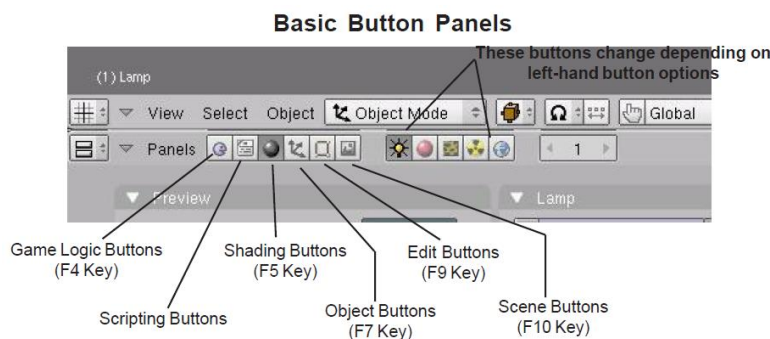 Basic Button Panels
These buttons change depending on
left-hand button options
(1) Lamp
View Select Object Object Mode Global
Panels 1
Preview Lamp
Game Logic Buttons
(F4 Key)
Scripting Buttons
Shading Buttons
(F5 Key)
Object Buttons
(F7 Key)
Edit Buttons
(F9 Key)
Scene Buttons
(F10 Key)